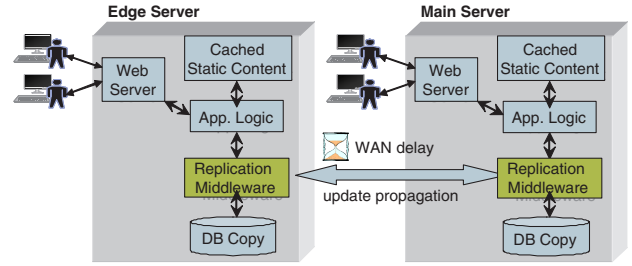 Edge Server
Main Server
Web
Server
Cached
Static Content
App. Logic
Replication
Middleware
DB Copy
WAN delay
update propagation
Web
Server
Cached
Static Content
App. Logic
Replication
Middleware
DB Copy